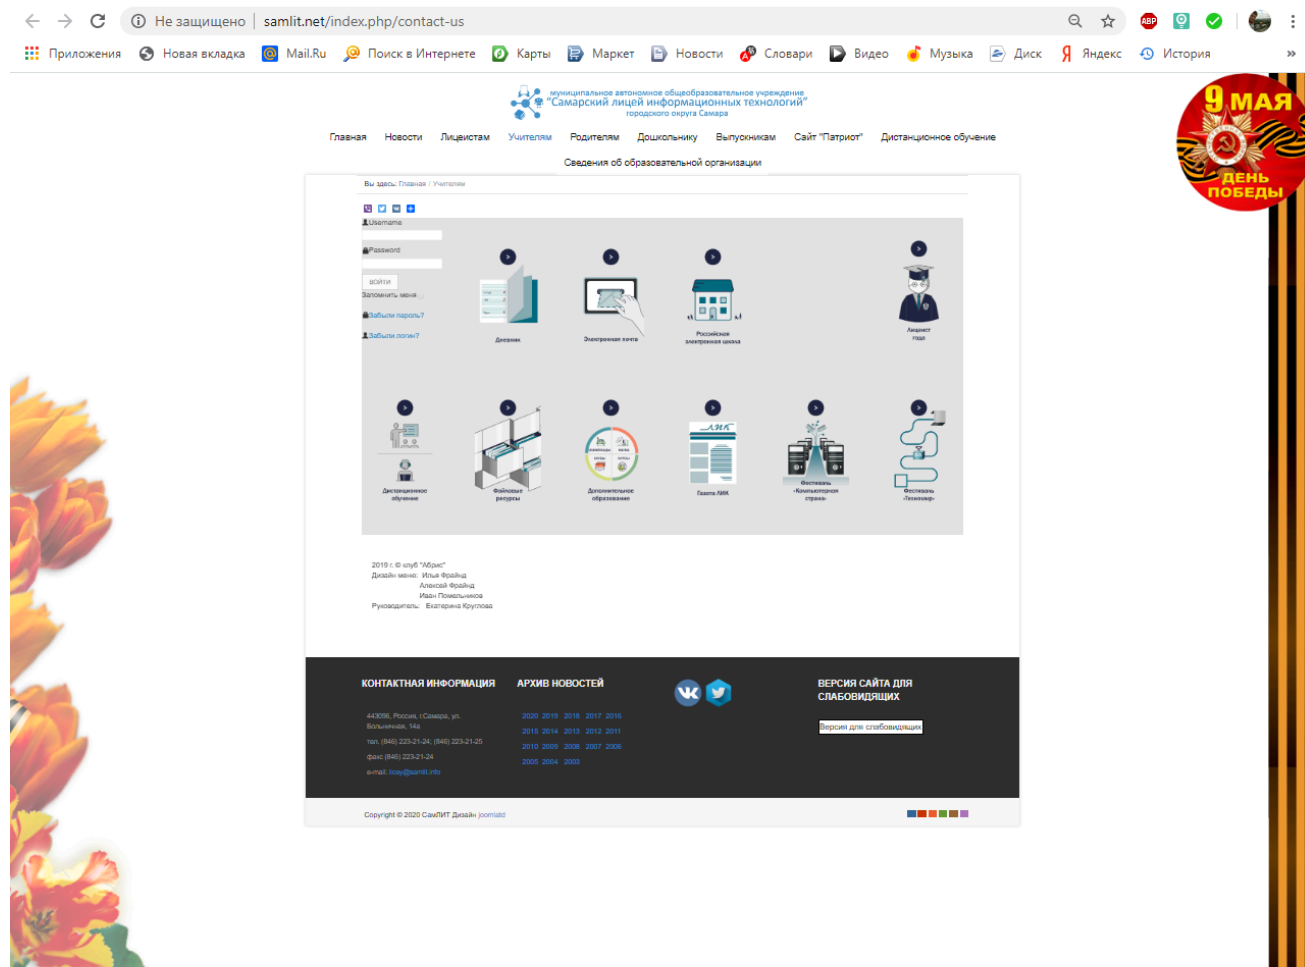 Не защищено | samlit.net/index.php/contact-us
ABP
Приложения Новая вкладка Mail.Ru Поиск в Интернете Карты Маркет Новости Словари Видео Музыка Диск Яндекс История »
муниципальное автономное общеобразовательное учреждение
"Самарский лицей информационных технологий"
городского округа Самара
9 МАЯ
ДЕНЬ
ПОБЕДЫ
Главная Новости Лицеистам Учителям Родителям Дошкольнику Выпускникам Сайт "Патриот" Дистанционное обучение
Сведения об образовательной организации
Вы здесь: Главная / Учителям
Username
Password
ВОЙТИ
Запомнить меня
Забыли пароль?
Забыли логин?
Дневник
Электронная почта
Российская
электронная школа
Лицеист
года
Дистанционное
обучение
Файловые
ресурсы
Дополнительное
образование
ЛИК
Газета ЛИК
Фестиваль
«Компьютерная
страна»
Фестиваль
«Техномир»
2019 г. © клуб "Абрис"
Дизайн меню: Илья Фрайнд
Алексей Фрайнд
Иван Помельников
Руководитель: Екатерина Круглова
КОНТАКТНАЯ ИНФОРМАЦИЯ
443096, Россия, г.Самара, ул.
Больничная, 14а
тел. (846) 223-21-24; (846) 223-21-25
факс (846) 223-21-24
e-mail: licey@samlit.info
АРХИВ НОВОСТЕЙ
2020 2019 2018 2017 2016
2015 2014 2013 2012 2011
2010 2009 2008 2007 2006
2005 2004 2003
ВЕРСИЯ САЙТА ДЛЯ
СЛАБОВИДЯЩИХ
Версия для слабовидящих
Copyright © 2020 СамЛИТ Дизайн joomlatd